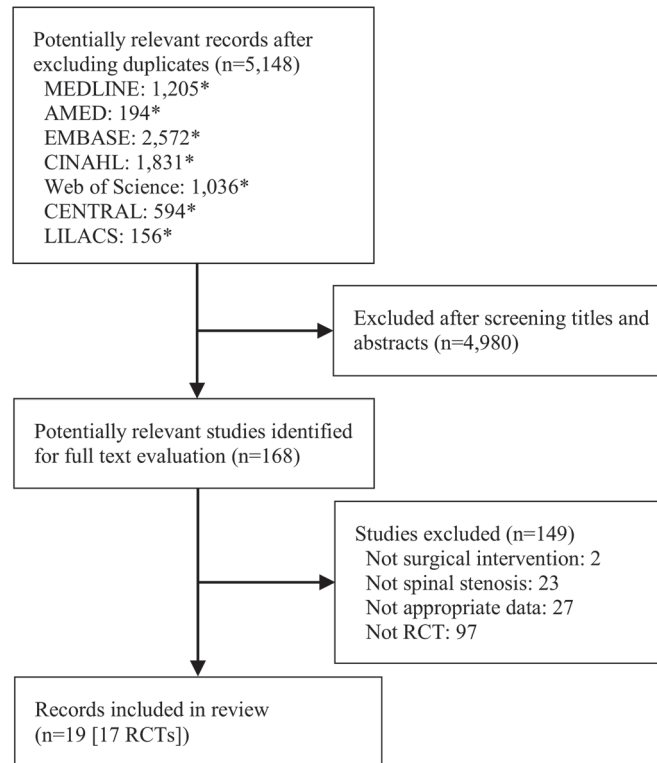 Potentially relevant records after
excluding duplicates (n=5,148)
MEDLINE: 1,205*
AMED: 194*
EMBASE: 2,572*
CINAHL: 1,831*
Web of Science: 1,036*
CENTRAL: 594*
LILACS: 156*
Excluded after screening titles and
abstracts (n=4,980)
Potentially relevant studies identified
for full text evaluation (n=168)
Studies excluded (n=149)
Not surgical intervention: 2
Not spinal stenosis: 23
Not appropriate data: 27
Not RCT: 97
Records included in review
(n=19 [17 RCTs])